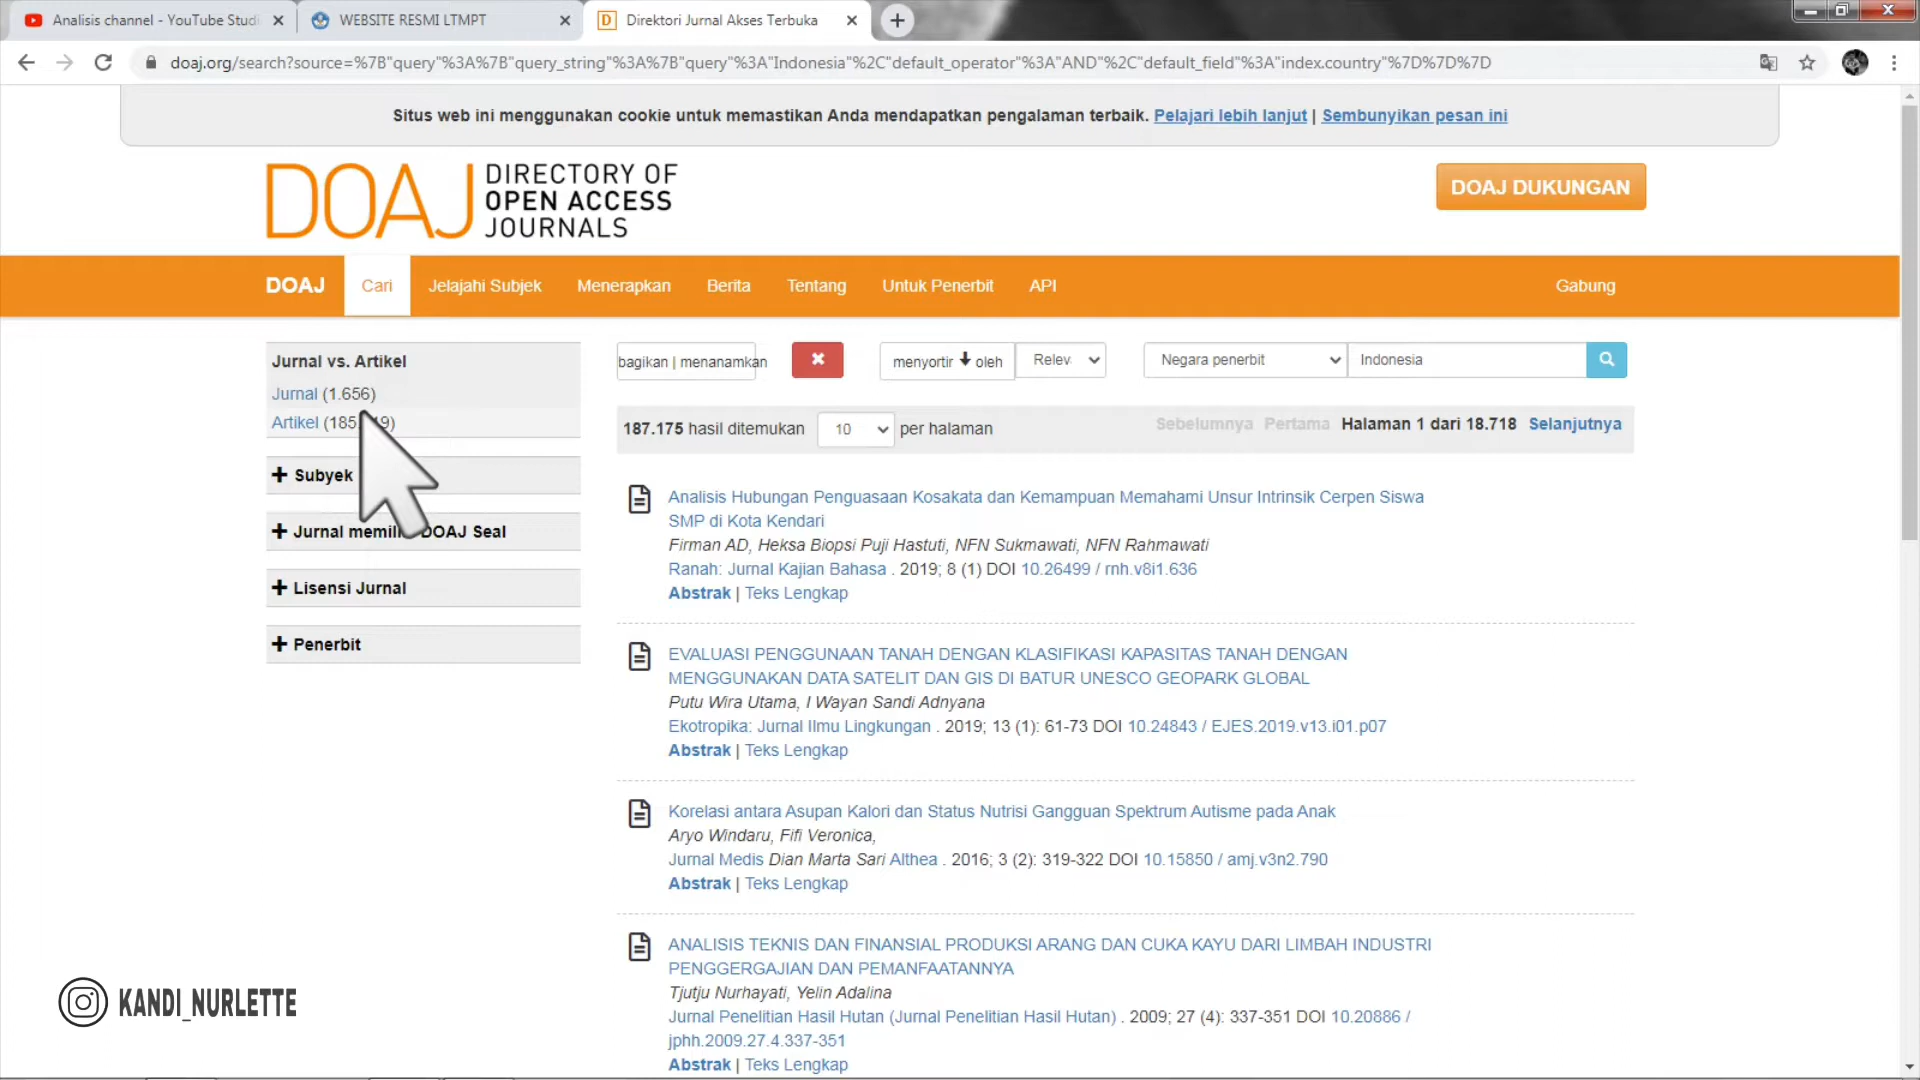 Analisis channel - YouTube Studi
WEBSITE RESMI LTMPT
Direktori Jurnal Akses Terbuka
doaj.org/search?source=%7B"query"%3A%7B"query_string"%3A%7B"query"%3A"Indonesia"%2C"default_operator"%3A"AND"%2C"default_field"%3A"index.country"%7D%7D%7D
Situs web ini menggunakan cookie untuk memastikan Anda mendapatkan pengalaman terbaik. Pelajari lebih lanjut | Sembunyikan pesan ini
DOAJ
DIRECTORY OF
OPEN ACCESS
JOURNALS
DOAJ DUKUNGAN
DOAJ Cari Jelajahi Subjek Menerapkan Berita Tentang Untuk Penerbit API Gabung
Jurnal vs. Artikel
Jurnal (1.656)
Artikel
+ Subyek
+ Jurnal DOAJ Seal
+ Lisensi Jurnal
+ Penerbit
bagikan | menanamkan
menyortir oleh
Negara penerbit
Indonesia
187.175 hasil ditemukan 10 per halaman
Sebelumnya Pertama Halaman 1 dari 18.718 Selanjutnya
Analisis Hubungan Penguasaan Kosakata dan Kemampuan Memahami Unsur Intrinsik Cerpen Siswa
SMP di Kota Kendari
Firman AD, Heksa Biopsi Puji Hastuti, NFN Sukmawati, NFN Rahmawati
Ranah: Jurnal Kajian Bahasa . 2019; 8 (1) DOI 10.26499 / rnh.v8i1.636
Abstrak | Teks Lengkap
EVALUASI PENGGUNAAN TANAH DENGAN KLASIFIKASI KAPASITAS TANAH DENGAN
MENGGUNAKAN DATA SATELIT DAN GIS DI BATUR UNESCO GEOPARK GLOBAL
Putu Wira Utama, I Wayan Sandi Adnyana
Ekotropika: Jurnal Ilmu Lingkungan . 2019; 13 (1): 61-73 DOI 10.24843 / EJES.2019.v13.i01.p07
Abstrak | Teks Lengkap
Korelasi antara Asupan Kalori dan Status Nutrisi Gangguan Spektrum Autisme pada Anak
Aryo Windaru, Fifi Veronica,
Jurnal Medis Dian Marta Sari Althea . 2016; 3 (2): 319-322 DOI 10.15850 / amj.v3n2.790
Abstrak | Teks Lengkap
ANALISIS TEKNIS DAN FINANSIAL PRODUKSI ARANG DAN CUKA KAYU DARI LIMBAH INDUSTRI
PENGGERGAJIAN DAN PEMANFAATANNYA
Tjutju Nurhayati, Yelin Adalina
Jurnal Penelitian Hasil Hutan (Jurnal Penelitian Hasil Hutan) . 2009; 27 (4): 337-351 DOI 10.20886 /
jphh.2009.27.4.337-351
Abstrak | Teks Lengkap
KANDI_NURLETTE